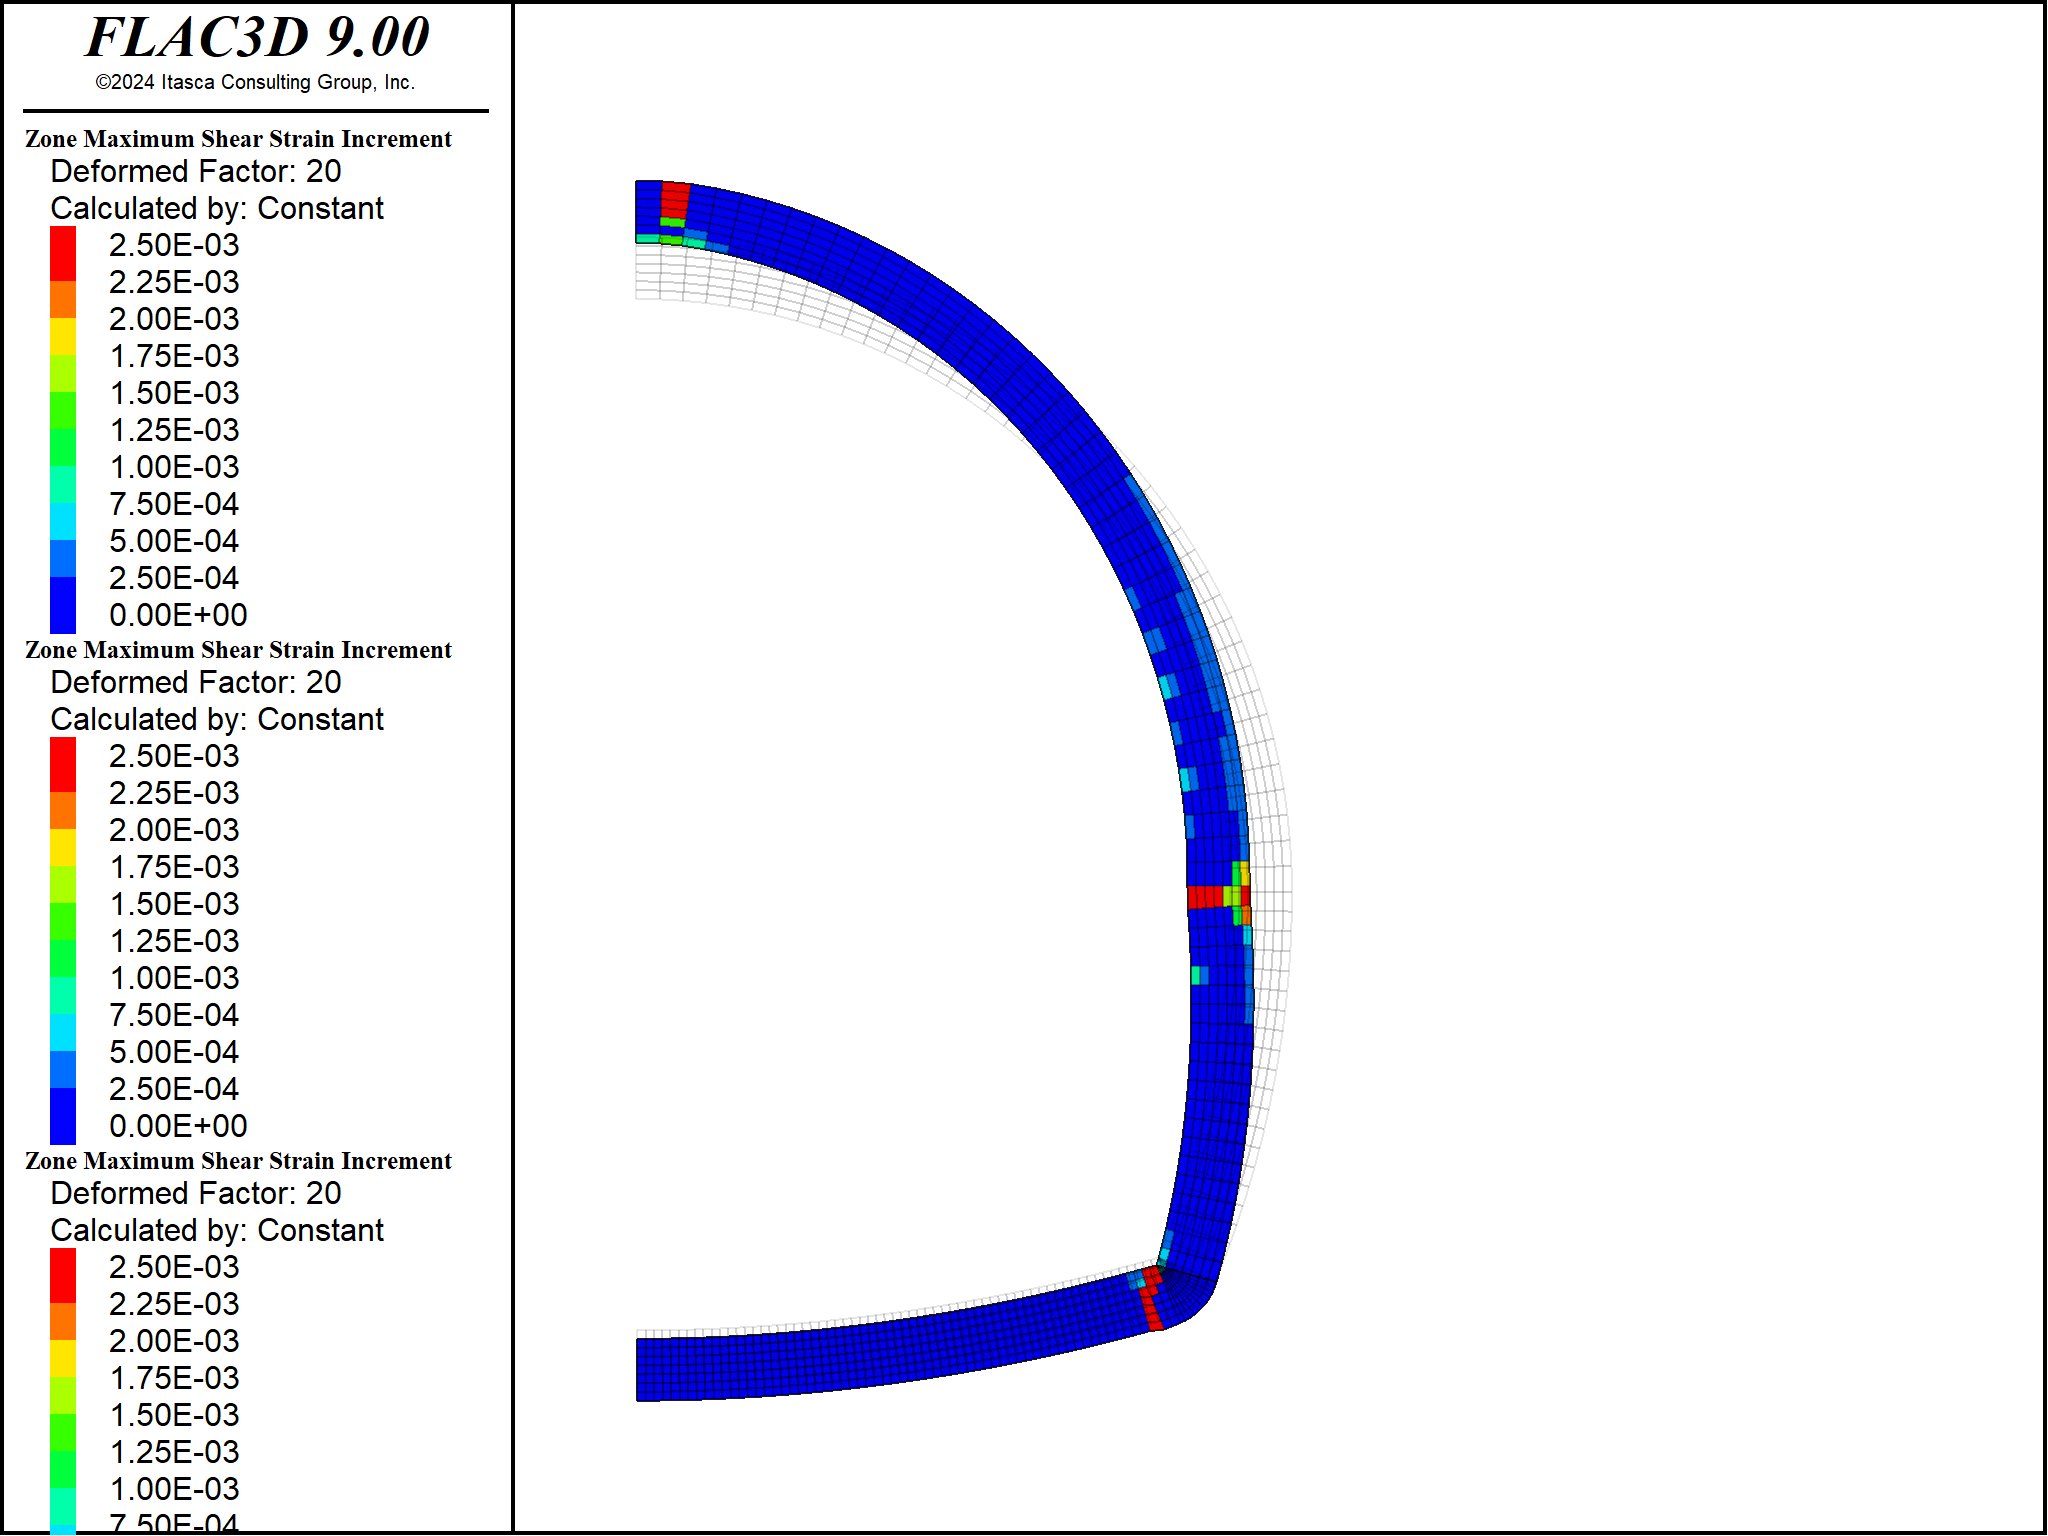 FLAC3D 9.00
©2024 Itasca Consulting Group, Inc.
Zone Maximum Shear Strain Increment
Deformed Factor: 20
Calculated by: Constant
2.50E-03
2.25E-03
2.00E-03
1.75E-03
1.50E-03
1.25E-03
1.00E-03
7.50E-04
5.00E-04
2.50E-04
0.00E+00
Zone Maximum Shear Strain Increment
Deformed Factor: 20
Calculated by: Constant
2.50E-03
2.25E-03
2.00E-03
1.75E-03
1.50E-03
1.25E-03
1.00E-03
7.50E-04
5.00E-04
2.50E-04
0.00E+00
Zone Maximum Shear Strain Increment
Deformed Factor: 20
Calculated by: Constant
2.50E-03
2.25E-03
2.00E-03
1.75E-03
1.50E-03
1.25E-03
1.00E-03
7.50E-04